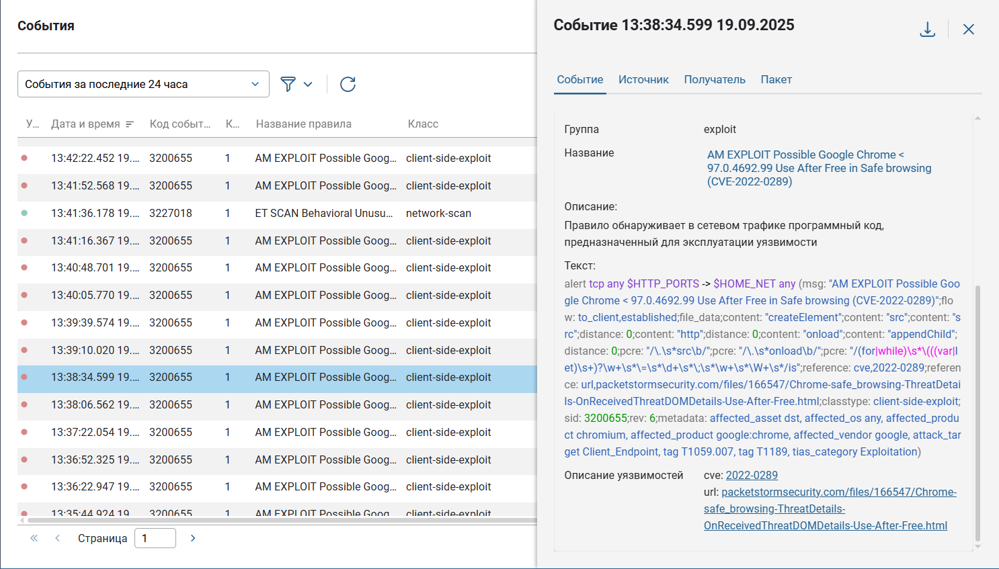 События
События за последние 24 часа
У... Дата и время Код событ... К... Название правила Класс
13:42:22.452 19.... 3200655 1 AM EXPLOIT Possible Goog... client-side-exploit
13:41:52.568 19.... 3200655 1 AM EXPLOIT Possible Goog... client-side-exploit
13:41:36.178 19.... 3227018 1 ET SCAN Behavioral Unusu... network-scan
13:41:16.367 19.... 3200655 1 AM EXPLOIT Possible Goog... client-side-exploit
13:40:48.701 19.... 3200655 1 AM EXPLOIT Possible Goog... client-side-exploit
13:40:05.770 19.... 3200655 1 AM EXPLOIT Possible Goog... client-side-exploit
13:39:39.574 19.... 3200655 1 AM EXPLOIT Possible Goog... client-side-exploit
13:39:10.020 19.... 3200655 1 AM EXPLOIT Possible Goog... client-side-exploit
13:38:34.599 19.... 3200655 1 AM EXPLOIT Possible Goog... client-side-exploit
13:38:06.562 19.... 3200655 1 AM EXPLOIT Possible Goog... client-side-exploit
13:37:22.054 19.... 3200655 1 AM EXPLOIT Possible Goog... client-side-exploit
13:36:52.325 19.... 3200655 1 AM EXPLOIT Possible Goog... client-side-exploit
13:36:22.947 19.... 3200655 1 AM EXPLOIT Possible Goog... client-side-exploit
13:35:44.924 19.... 3200655 1 AM EXPLOIT Possible Goog... client-side-exploit
Страница 1
Событие 13:38:34.599 19.09.2025
Событие Источник Получатель Пакет
Группа exploit
Название AM EXPLOIT Possible Google Chrome <
97.0.4692.99 Use After Free in Safe browsing
(CVE-2022-0289)
Описание:
Правило обнаруживает в сетевом трафике программный код,
предназначенный для эксплуатации уязвимости
Текст:
alert tcp any $HTTP_PORTS -> $HOME_NET any (msg: "AM EXPLOIT Possible Goo
gle Chrome < 97.0.4692.99 Use After Free in Safe browsing (CVE-2022-0289)";flo
w: to_client,established;file_data;content: "createElement";content: "src";content: "s
rc";distance: 0;content: "http";distance: 0;content: "onload";content: "appendChild";
distance: 0;pcre: "/\.\s*src\b/";pcre: "/\.\s*onload\b/";pcre: "/(for|while)\s*\(((var|l
et)\s+)?\w+\s*\=\s*\d+\s*\;\s*\w+\s*\W+\s*/is";reference: cve,2022-0289;referen
ce: url,packetstormsecurity.com/files/166547/Chrome-safe_browsing-ThreatDetai
ls-OnReceivedThreatDOMDetails-Use-After-Free.html;classtype: client-side-exploit;
sid: 3200655;rev: 6;metadata: affected_asset dst, affected_os any, affected_produ
ct chromium, affected_product google:chrome, affected_vendor google, attack_tar
get Client_Endpoint, tag T1059.007, tag T1189, tias_category Exploitation)
Описание уязвимостей cve: 2022-0289
url: packetstormsecurity.com/files/166547/Chrome-
safe_browsing-ThreatDetails-
OnReceivedThreatDOMDetails-Use-After-Free.html